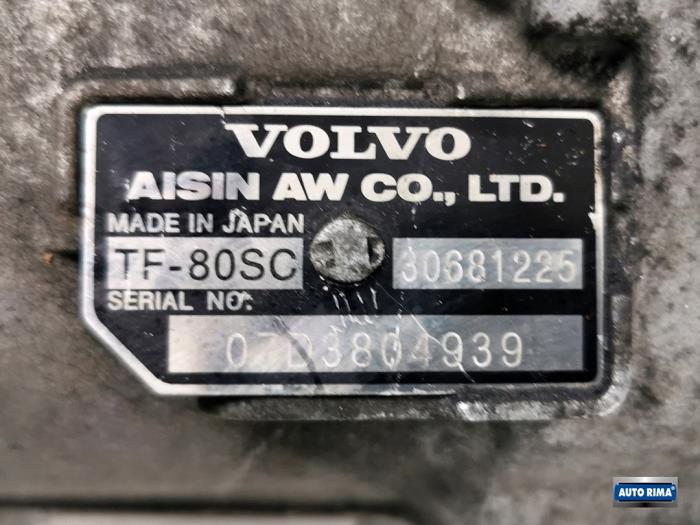 VOLVO
AISIN AW CO., LTD.
MADE IN JAPAN
TF-80SC 30681225
SERIAL NO:
07D3804939
AUTO RIMA